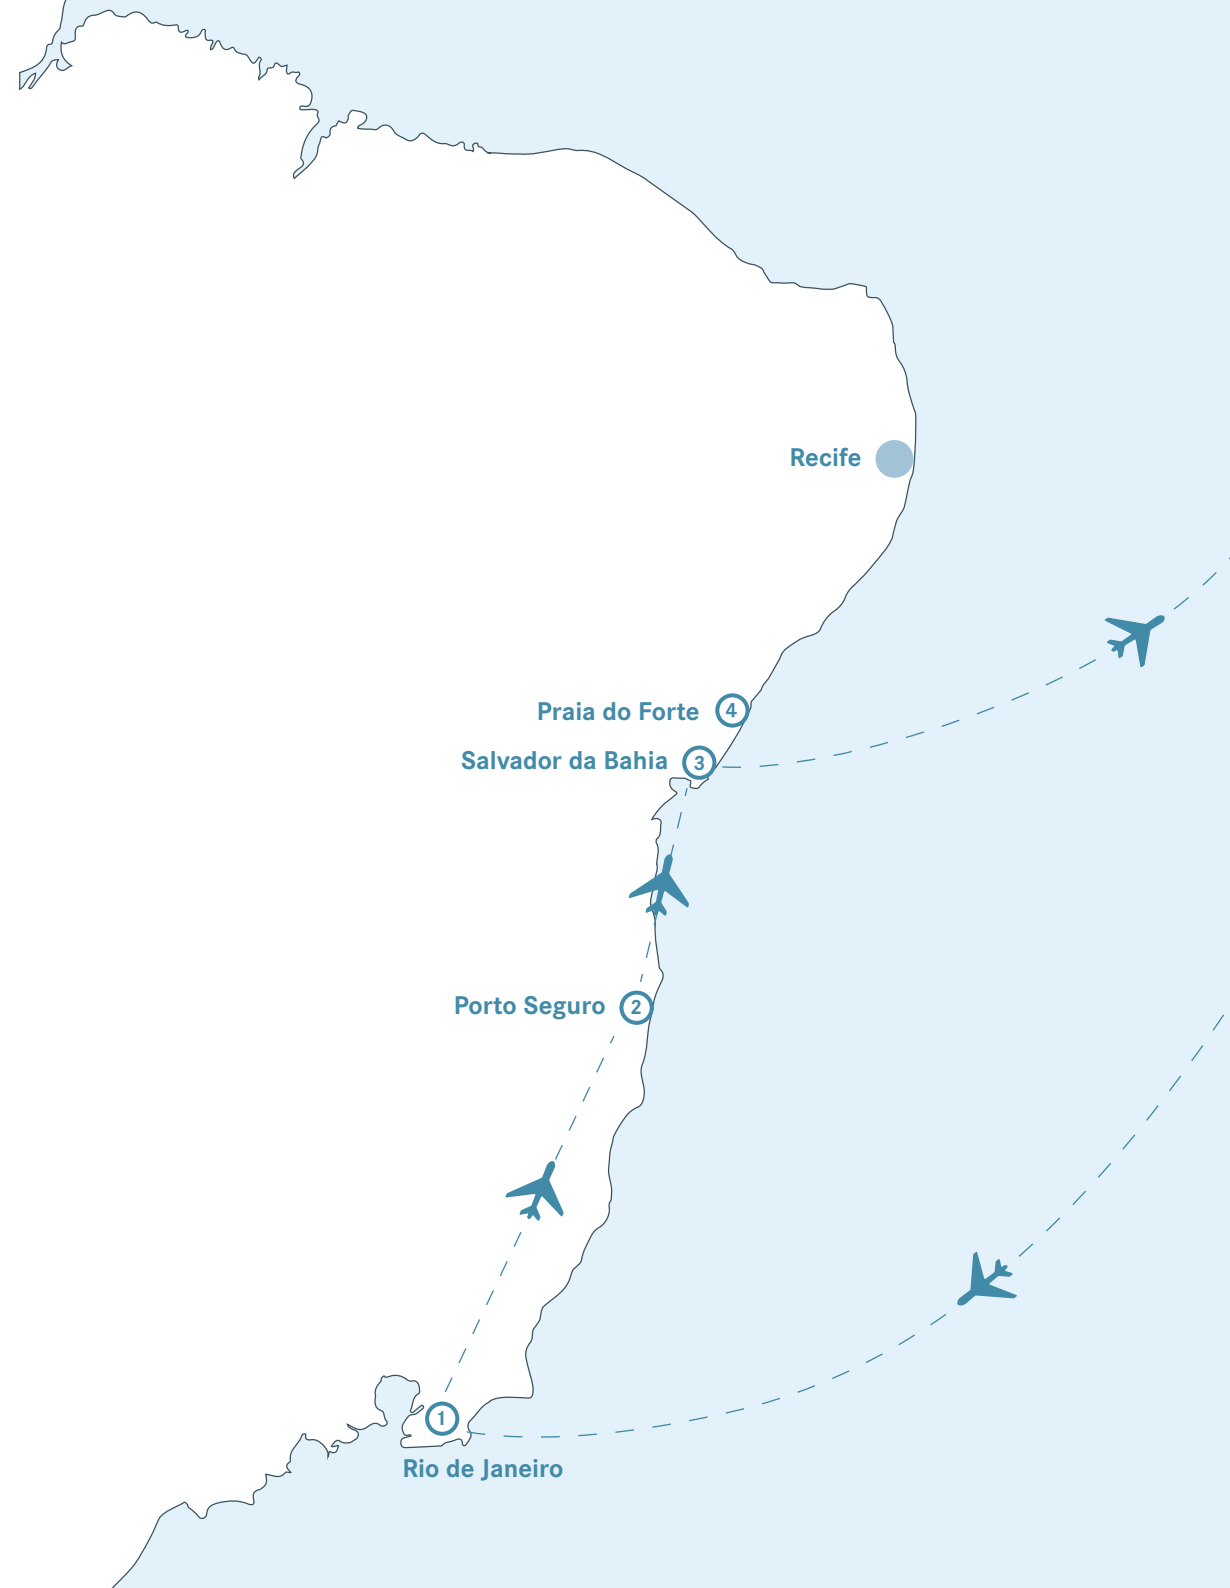 Recife
Praia do Forte 4
Salvador da Bahia 3
Porto Seguro 2
1
Rio de Janeiro